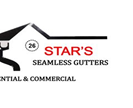 26
STAR'S
SEAMLESS GUTTERS
ENTIAL & COMMERCIAL